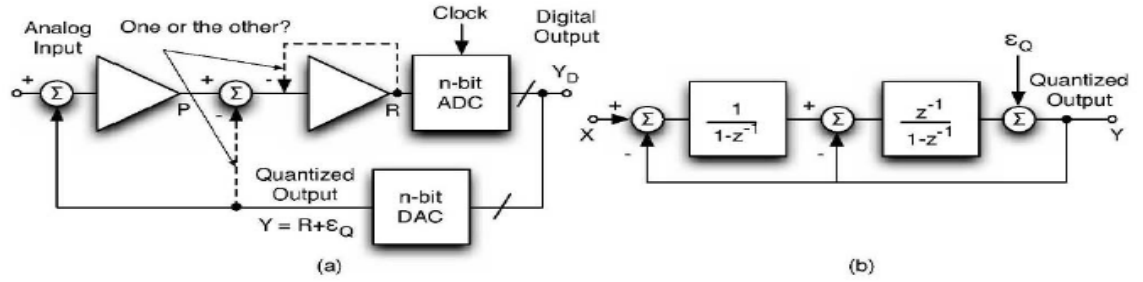 Analog
Input
One or the other?
Clock
Digital
Output
+
Σ
P
+
-
Σ
-
R
n-bit
ADC
Y_D
Quantized
Output
Y = R+ε_Q
n-bit
DAC
(a)
ε_Q
Quantized
Output
X
+
Σ
-
1
1-z^-1
+
Σ
-
z^-1
1-z^-1
Σ
Y
(b)